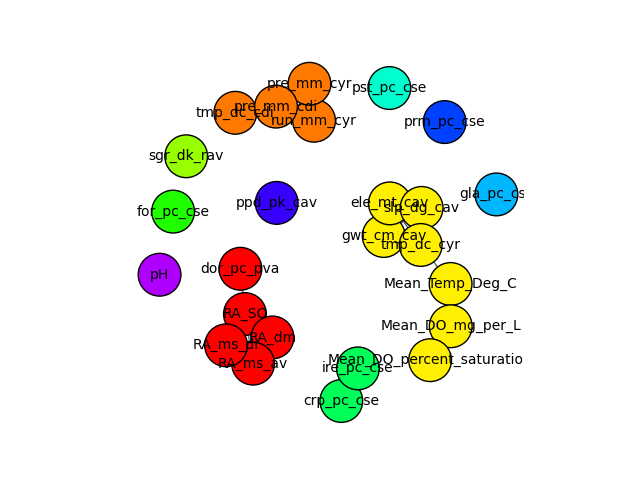 pre_mm_cyr
pst_pc_cse
pre_mm_cdi
tmp_dc_cdi
run_mm_cyr
prm_pc_cse
sgr_dk_rav
gla_pc_cs
ppd_pk_cav
ele_mt_cav
slp_dg_cav
for_pc_cse
gwt_cm_cav
tmp_dc_cyr
dor_pc_pva
pH
Mean_Temp_Deg_C
RA_SO
Mean_DO_mg_per_L
RA_dm
RA_ms_di
Mean_DO_percent_saturatio
RA_ms_av
ire_pc_cse
crp_pc_cse